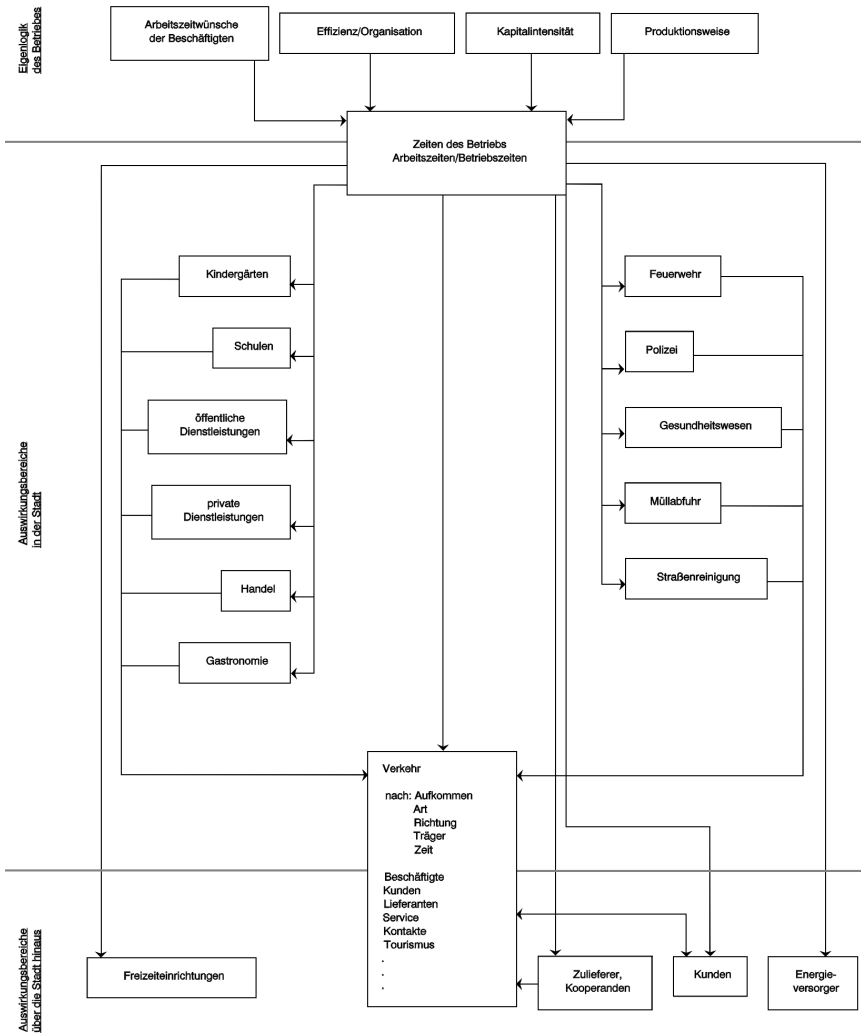 Eigenlogik
des Betriebes
Arbeitszeitwünsche
der Beschäftigten
Effizienz/Organisation
Kapitalintensität
Produktionsweise
Zeiten des Betriebs
Arbeitszeiten/Betriebszeiten
Auswirkungsbereiche
in der Stadt
Kindergärten
Schulen
öffentliche
Dienstleistungen
private
Dienstleistungen
Handel
Gastronomie
Feuerwehr
Polizei
Gesundheitswesen
Müllabfuhr
Straßenreinigung
Verkehr
nach: Aufkommen
Art
Richtung
Träger
Zeit
Beschäftigte
Kunden
Lieferanten
Service
Kontakte
Tourismus
.
.
.
Auswirkungsbereiche
über die Stadt hinaus
Freizeiteinrichtungen
Zulieferer,
Kooperanden
Kunden
Energie-
versorger